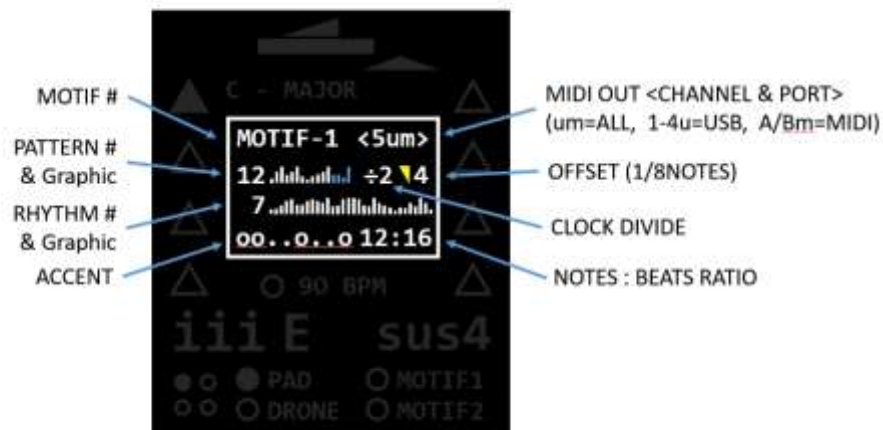 C - MAJOR
MOTIF #
MIDI OUT <CHANNEL & PORT>
(um=ALL, 1-4u=USB, A/Bm=MIDI)
MOTIF-1 <5um>
PATTERN #
& Graphic
12 ÷2 4
OFFSET (1/8NOTES)
RHYTHM #
& Graphic
7
CLOCK DIVIDE
ACCENT
oo..o..o 12:16
NOTES : BEATS RATIO
90 BPM
iii E sus4
PAD MOTIF1
DRONE MOTIF2